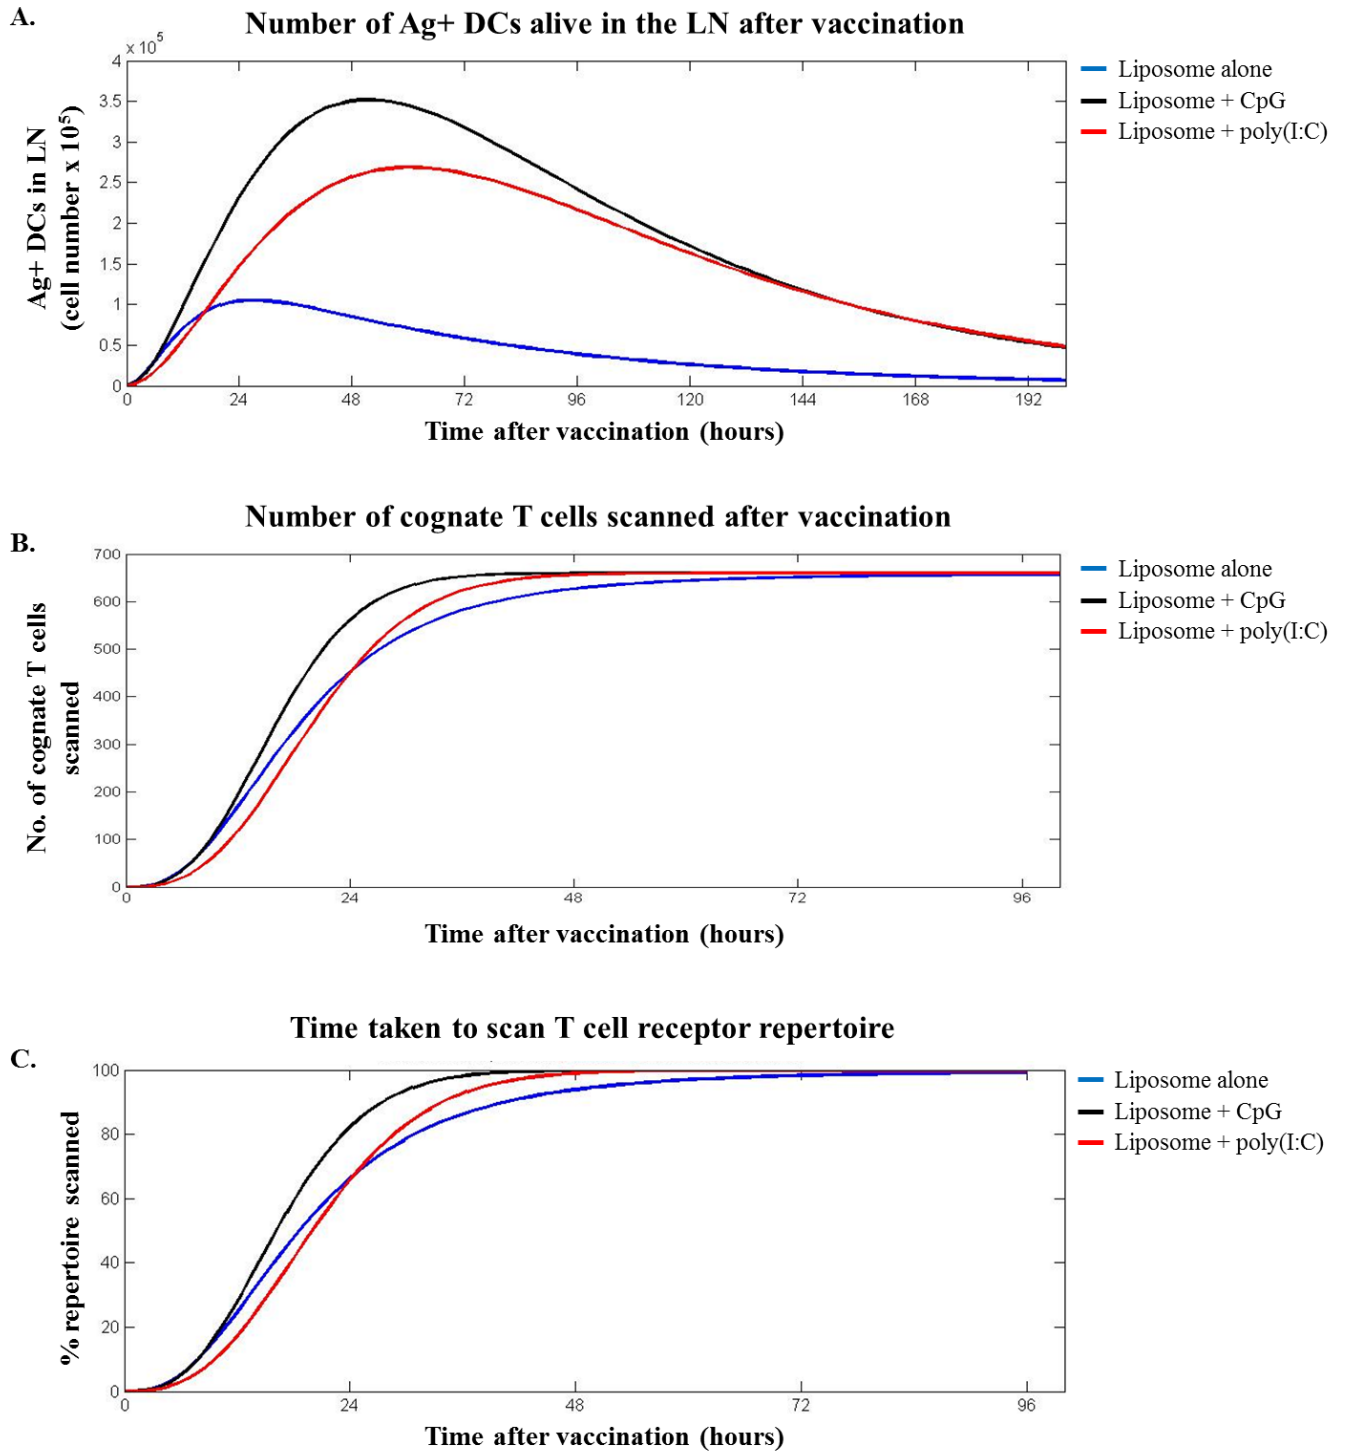 A.
Number of Ag+ DCs alive in the LN after vaccination
x 10^5
4
3.5
3
2.5
2
1.5
1
0.5
0
Ag+ DCs in LN
(cell number x 10^5)
0 24 48 72 96 120 144 168 192
Time after vaccination (hours)
Liposome alone
Liposome + CpG
Liposome + poly(I:C)
B.
Number of cognate T cells scanned after vaccination
700
600
500
400
300
200
100
0
No. of cognate T cells
scanned
0 24 48 72 96
Time after vaccination (hours)
Liposome alone
Liposome + CpG
Liposome + poly(I:C)
C.
Time taken to scan T cell receptor repertoire
100
80
60
40
20
0
% repertoire scanned
0 24 48 72 96
Time after vaccination (hours)
Liposome alone
Liposome + CpG
Liposome + poly(I:C)